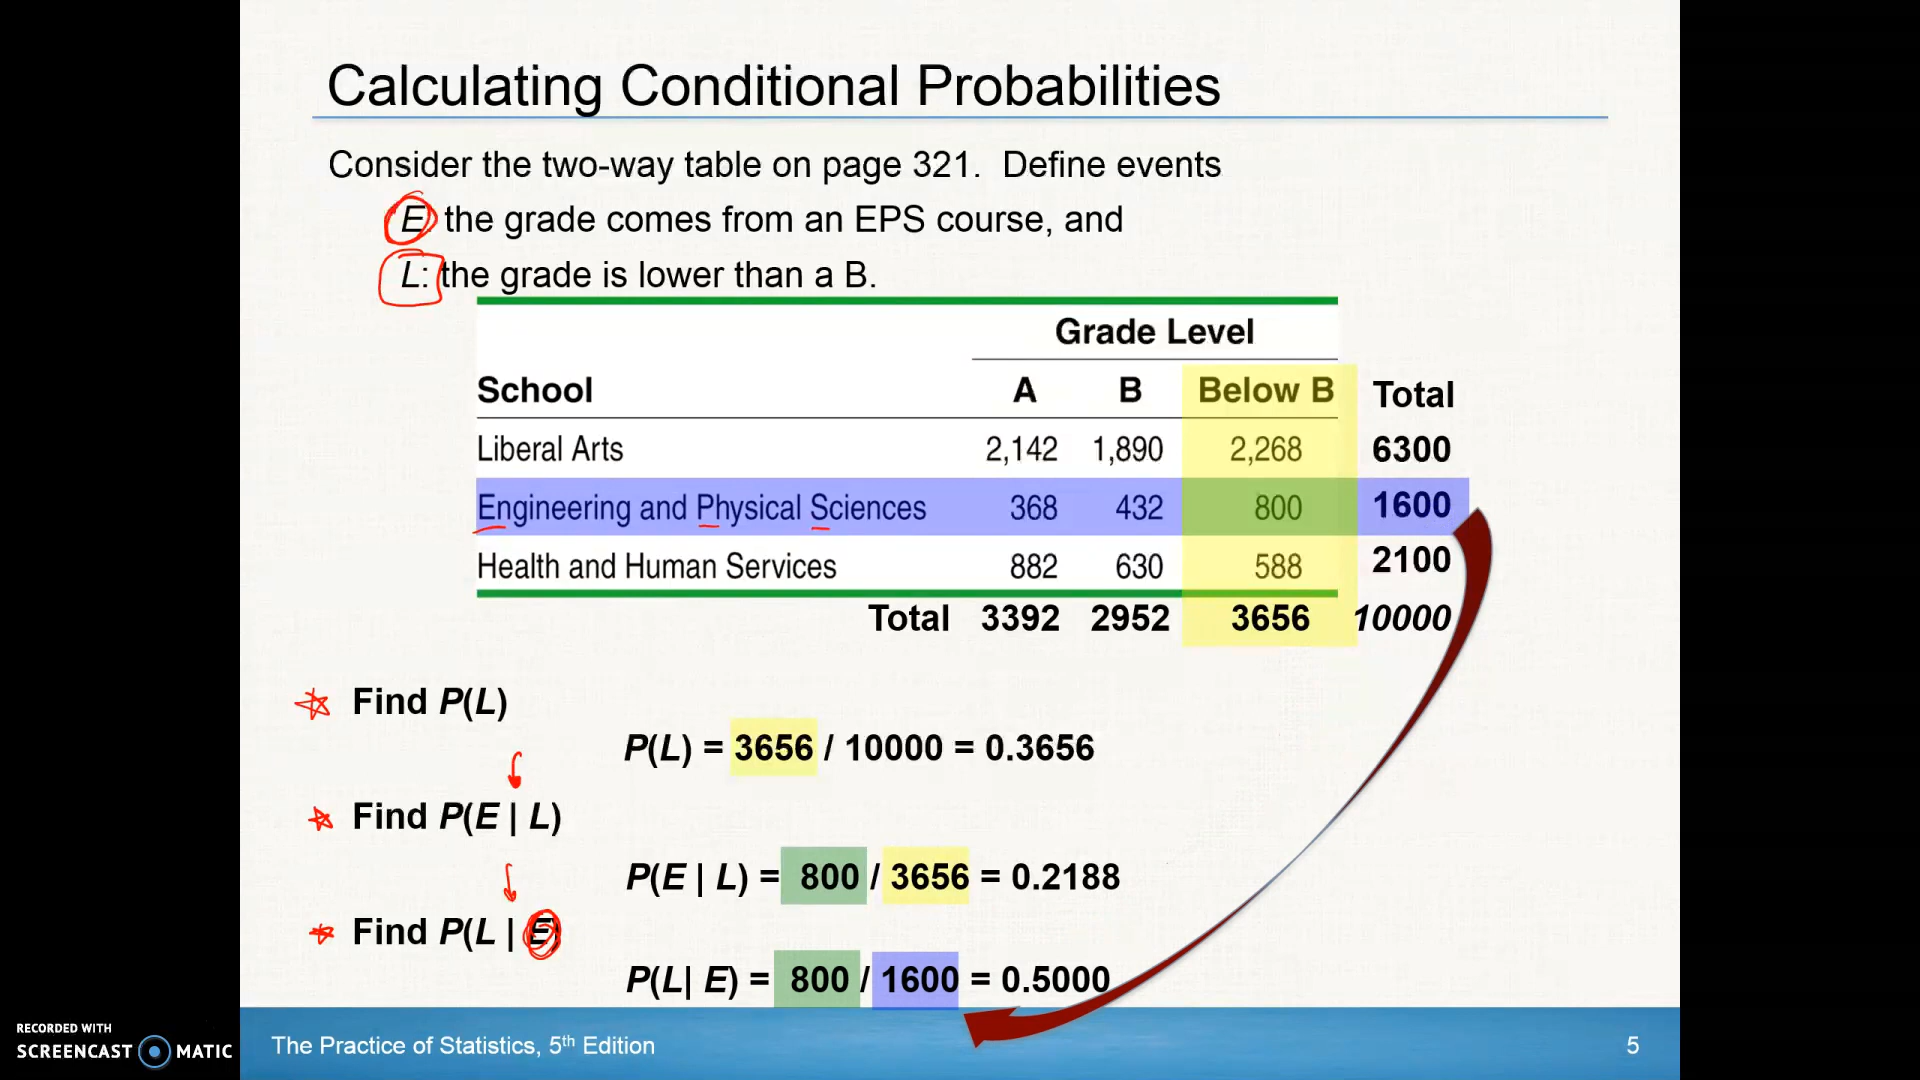 Calculating Conditional Probabilities
Consider the two-way table on page 321. Define events
E: the grade comes from an EPS course, and
L: the grade is lower than a B.
Grade Level
School A B Below B Total
Liberal Arts 2,142 1,890 2,268 6300
Engineering and Physical Sciences 368 432 800 1600
Health and Human Services 882 630 588 2100
Total 3392 2952 3656 10000
Find P(L)
P(L) = 3656 / 10000 = 0.3656
Find P(E | L)
P(E | L) = 800 / 3656 = 0.2188
Find P(L | E)
P(L| E) = 800 / 1600 = 0.5000
RECORDED WITH
SCREENCAST MATIC
The Practice of Statistics, 5th Edition 5